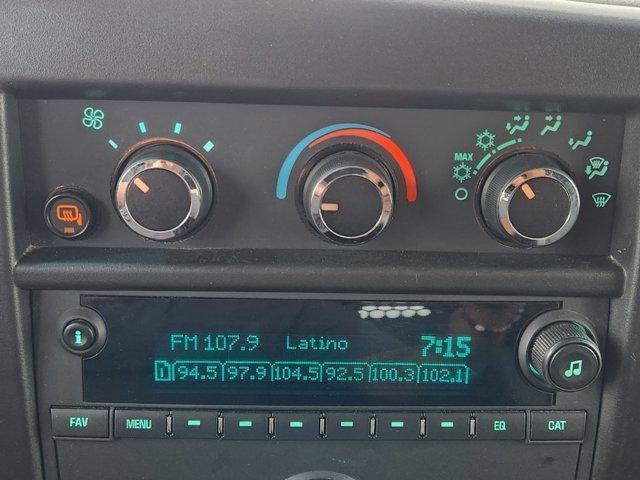 MAX
i
FM 107.9 Latino 7:15
1 94.5 97.9 104.5 92.5 100.3 102.1
FAV MENU EQ CAT